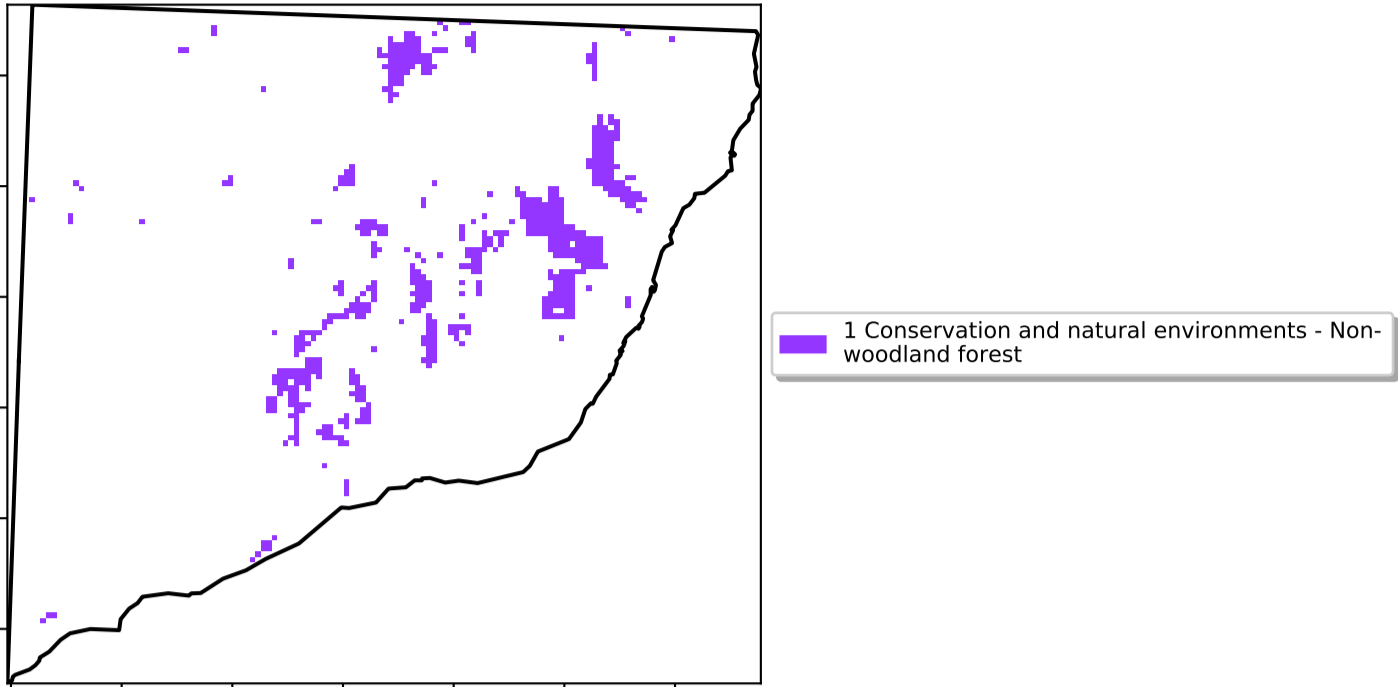 1 Conservation and natural environments - Non-
woodland forest